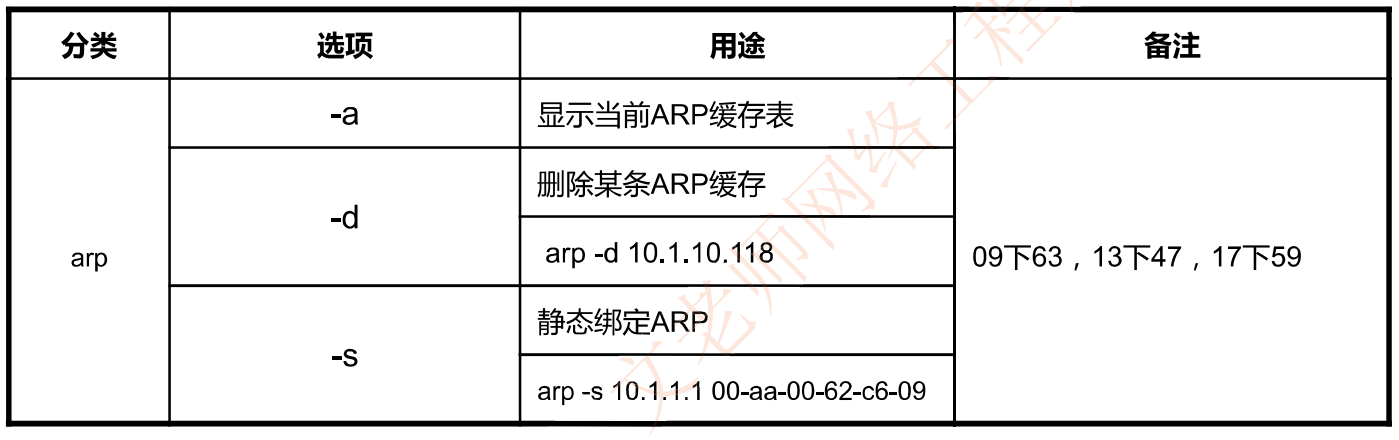 分类 选项 用途 备注
-a 显示当前ARP缓存表
-d 删除某条ARP缓存
arp -d 10.1.10.118
arp 09下63，13下47，17下59
-s 静态绑定ARP
arp -s 10.1.1.1 00-aa-00-62-c6-09
文老师网络工程